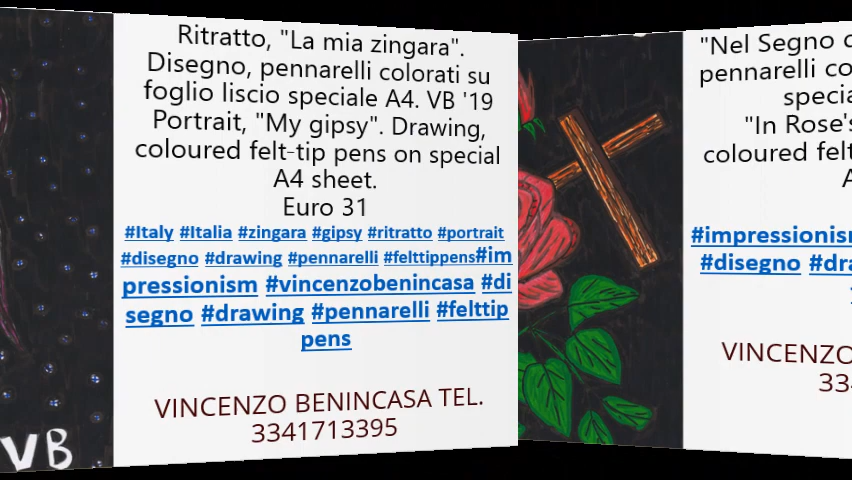 Ritratto, "La mia zingara".
Disegno, pennarelli colorati su
foglio liscio speciale A4. VB '19
Portrait, "My gipsy". Drawing,
coloured felt-tip pens on special
A4 sheet.
Euro 31
#Italy #Italia #zingara #gipsy #ritratto #portrait
#disegno #drawing #pennarelli #felttippens#im
pressionism #vincenzobenincasa #di
segno #drawing #pennarelli #felttip
pens
VINCENZO BENINCASA TEL.
3341713395
VB
"Nel Segno
pennarelli
"In Rose's
coloured
#impressionism
#disegno
VINCENZO